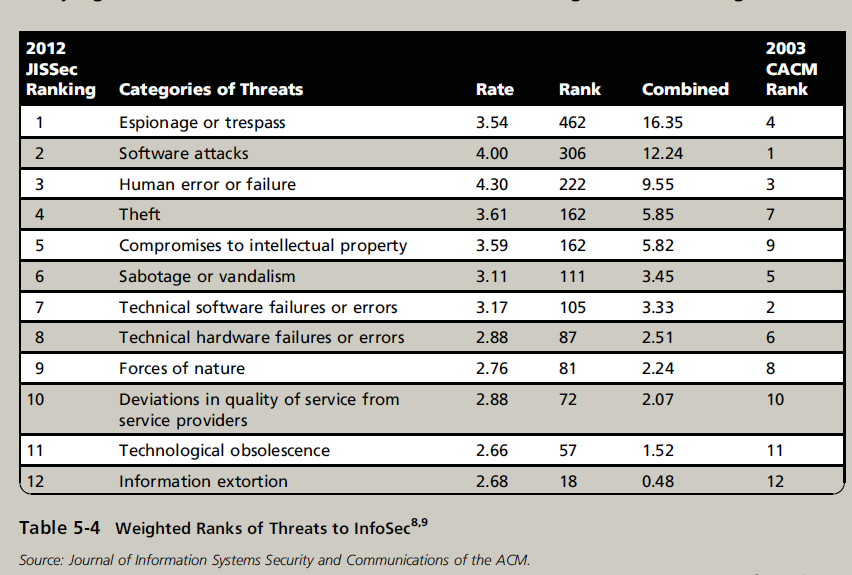 2012 JISSec Ranking Categories of Threats Rate Rank Combined 2003 CACM Rank
1 Espionage or trespass 3.54 462 16.35 4
2 Software attacks 4.00 306 12.24 1
3 Human error or failure 4.30 222 9.55 3
4 Theft 3.61 162 5.85 7
5 Compromises to intellectual property 3.59 162 5.82 9
6 Sabotage or vandalism 3.11 111 3.45 5
7 Technical software failures or errors 3.17 105 3.33 2
8 Technical hardware failures or errors 2.88 87 2.51 6
9 Forces of nature 2.76 81 2.24 8
10 Deviations in quality of service from 2.88 72 2.07 10
service providers
11 Technological obsolescence 2.66 57 1.52 11
12 Information extortion 2.68 18 0.48 12
Table 5-4 Weighted Ranks of Threats to InfoSec8,9
Source: Journal of Information Systems Security and Communications of the ACM.